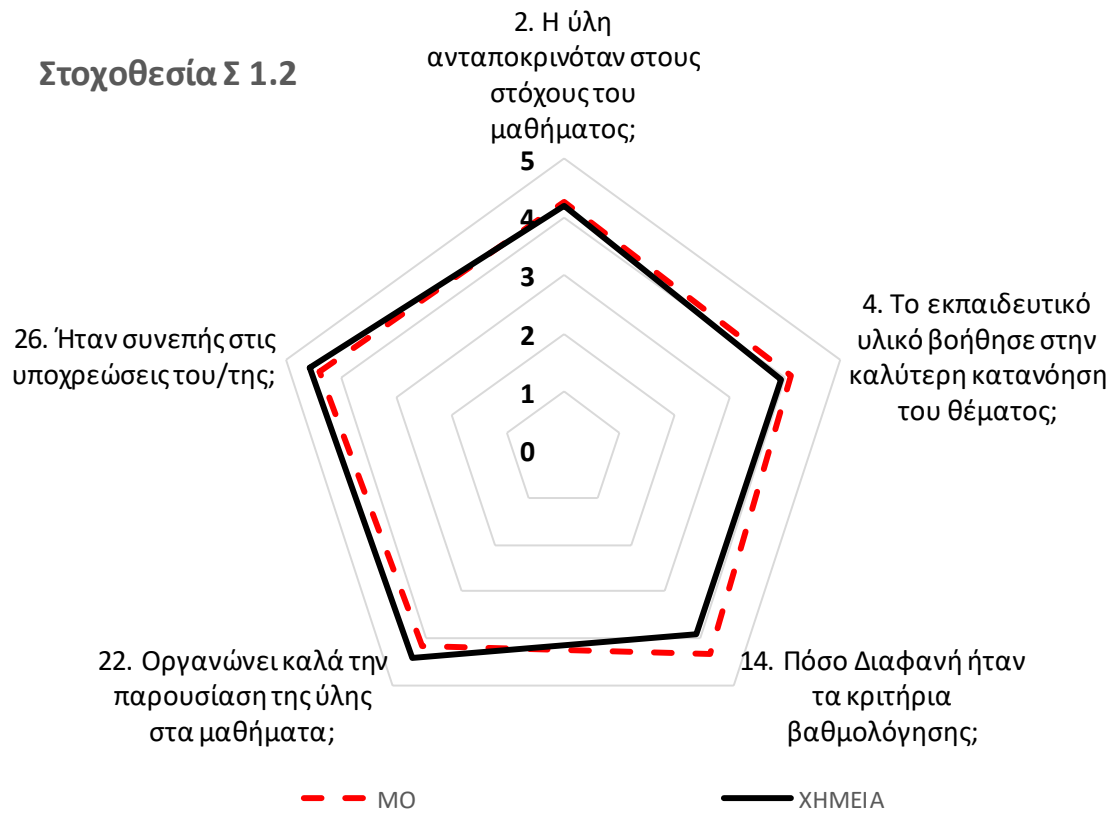 Στοχοθεσία Σ 1.2
2. Η ύλη
ανταποκρινόταν στους
στόχους του
μαθήματος;
5
4
3
2
1
0
4. Το εκπαιδευτικό
υλικό βοήθησε στην
καλύτερη κατανόηση
του θέματος;
14. Πόσο Διαφανή ήταν
τα κριτήρια
βαθμολόγησης;
22. Οργανώνει καλά την
παρουσίαση της ύλης
στα μαθήματα;
26. Ήταν συνεπής στις
υποχρεώσεις του/της;
ΜΟ
ΧΗΜΕΙΑ